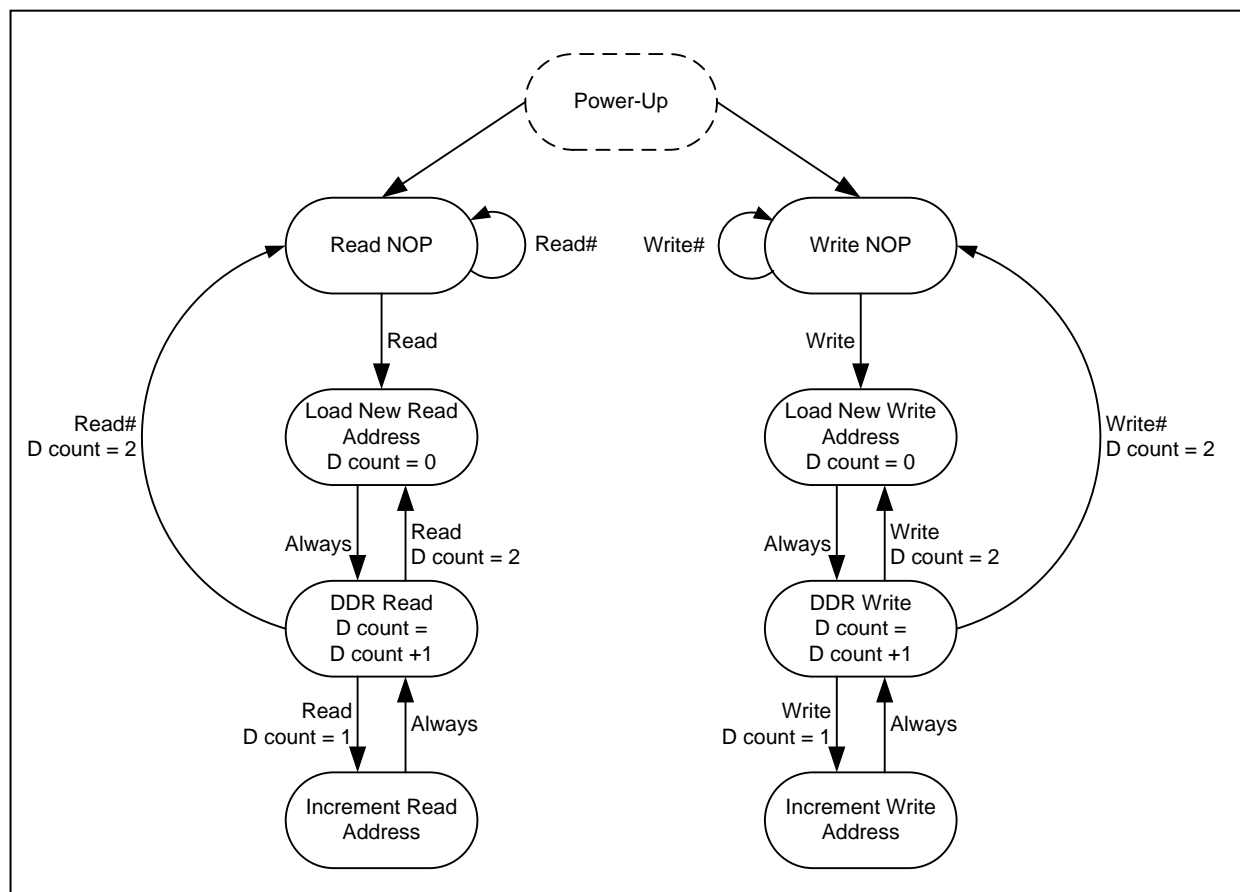 Power-Up
Read NOP
Read#
Write#
Write NOP
Read
Write
Load New Read
Address
D count = 0
Load New Write
Address
D count = 0
Read#
D count = 2
Write#
D count = 2
Always
Read
D count = 2
Always
Write
D count = 2
DDR Read
D count =
D count +1
DDR Write
D count =
D count +1
Read
D count = 1
Always
Write
D count = 1
Always
Increment Read
Address
Increment Write
Address